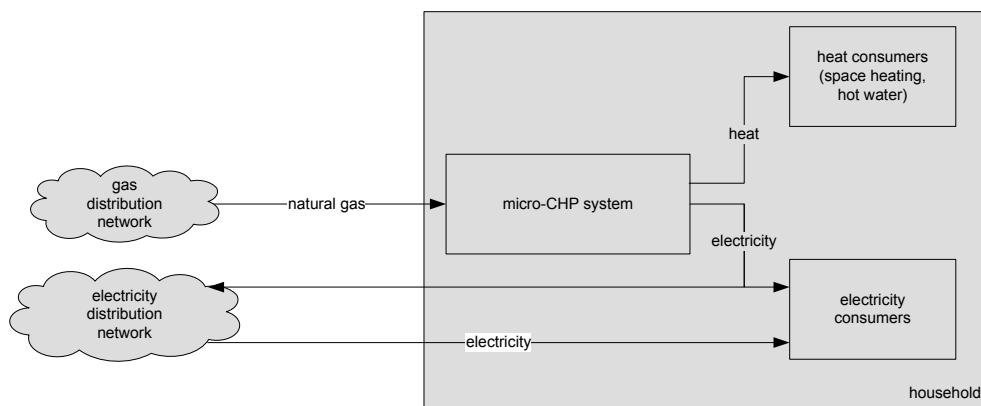 heat consumers
(space heating,
hot water)
heat
gas
distribution
network
natural gas
micro-CHP system
electricity
electricity
distribution
network
electricity
consumers
electricity
household